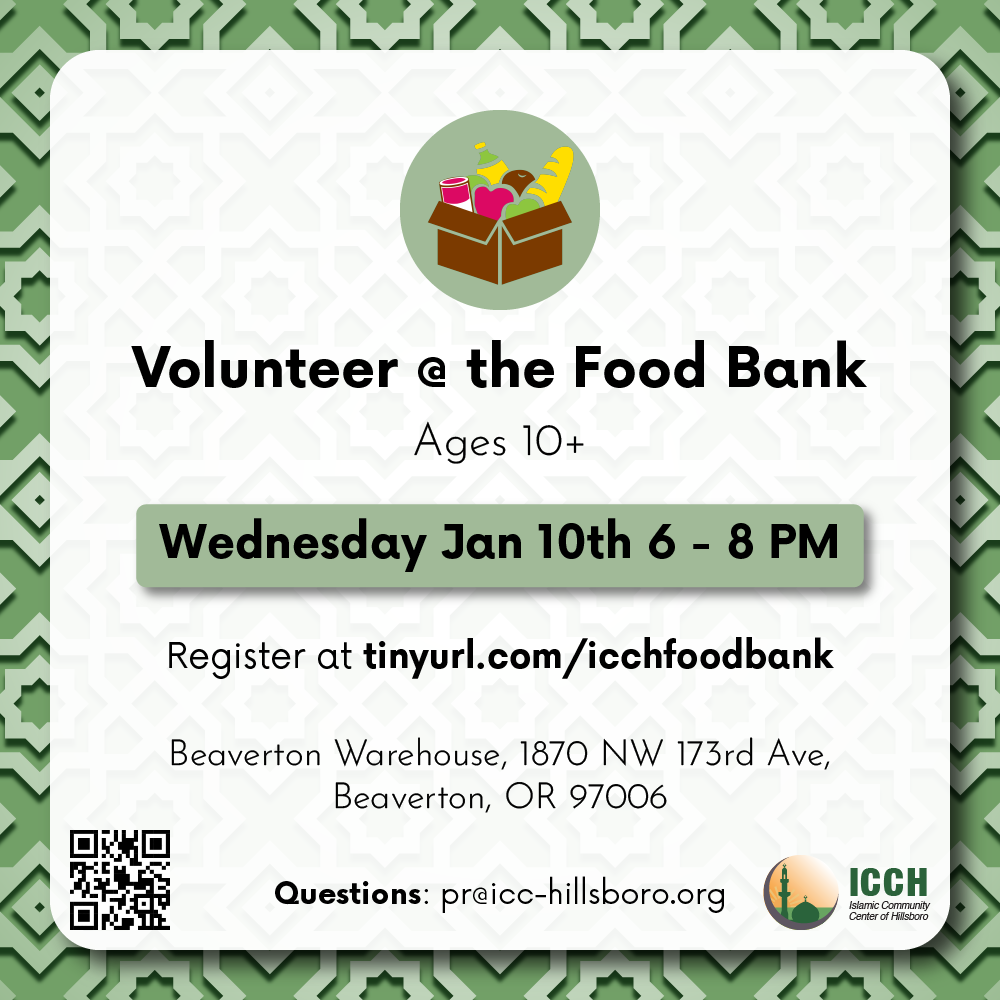 Volunteer @ the Food Bank
Ages 10+
Wednesday Jan 10th 6 - 8 PM
Register at tinyurl.com/icchfoodbank
Beaverton Warehouse, 1870 NW 173rd Ave,
Beaverton, OR 97006
Questions: pr@icc-hillsboro.org
ICCH
Islamic Community
Center of Hillsboro